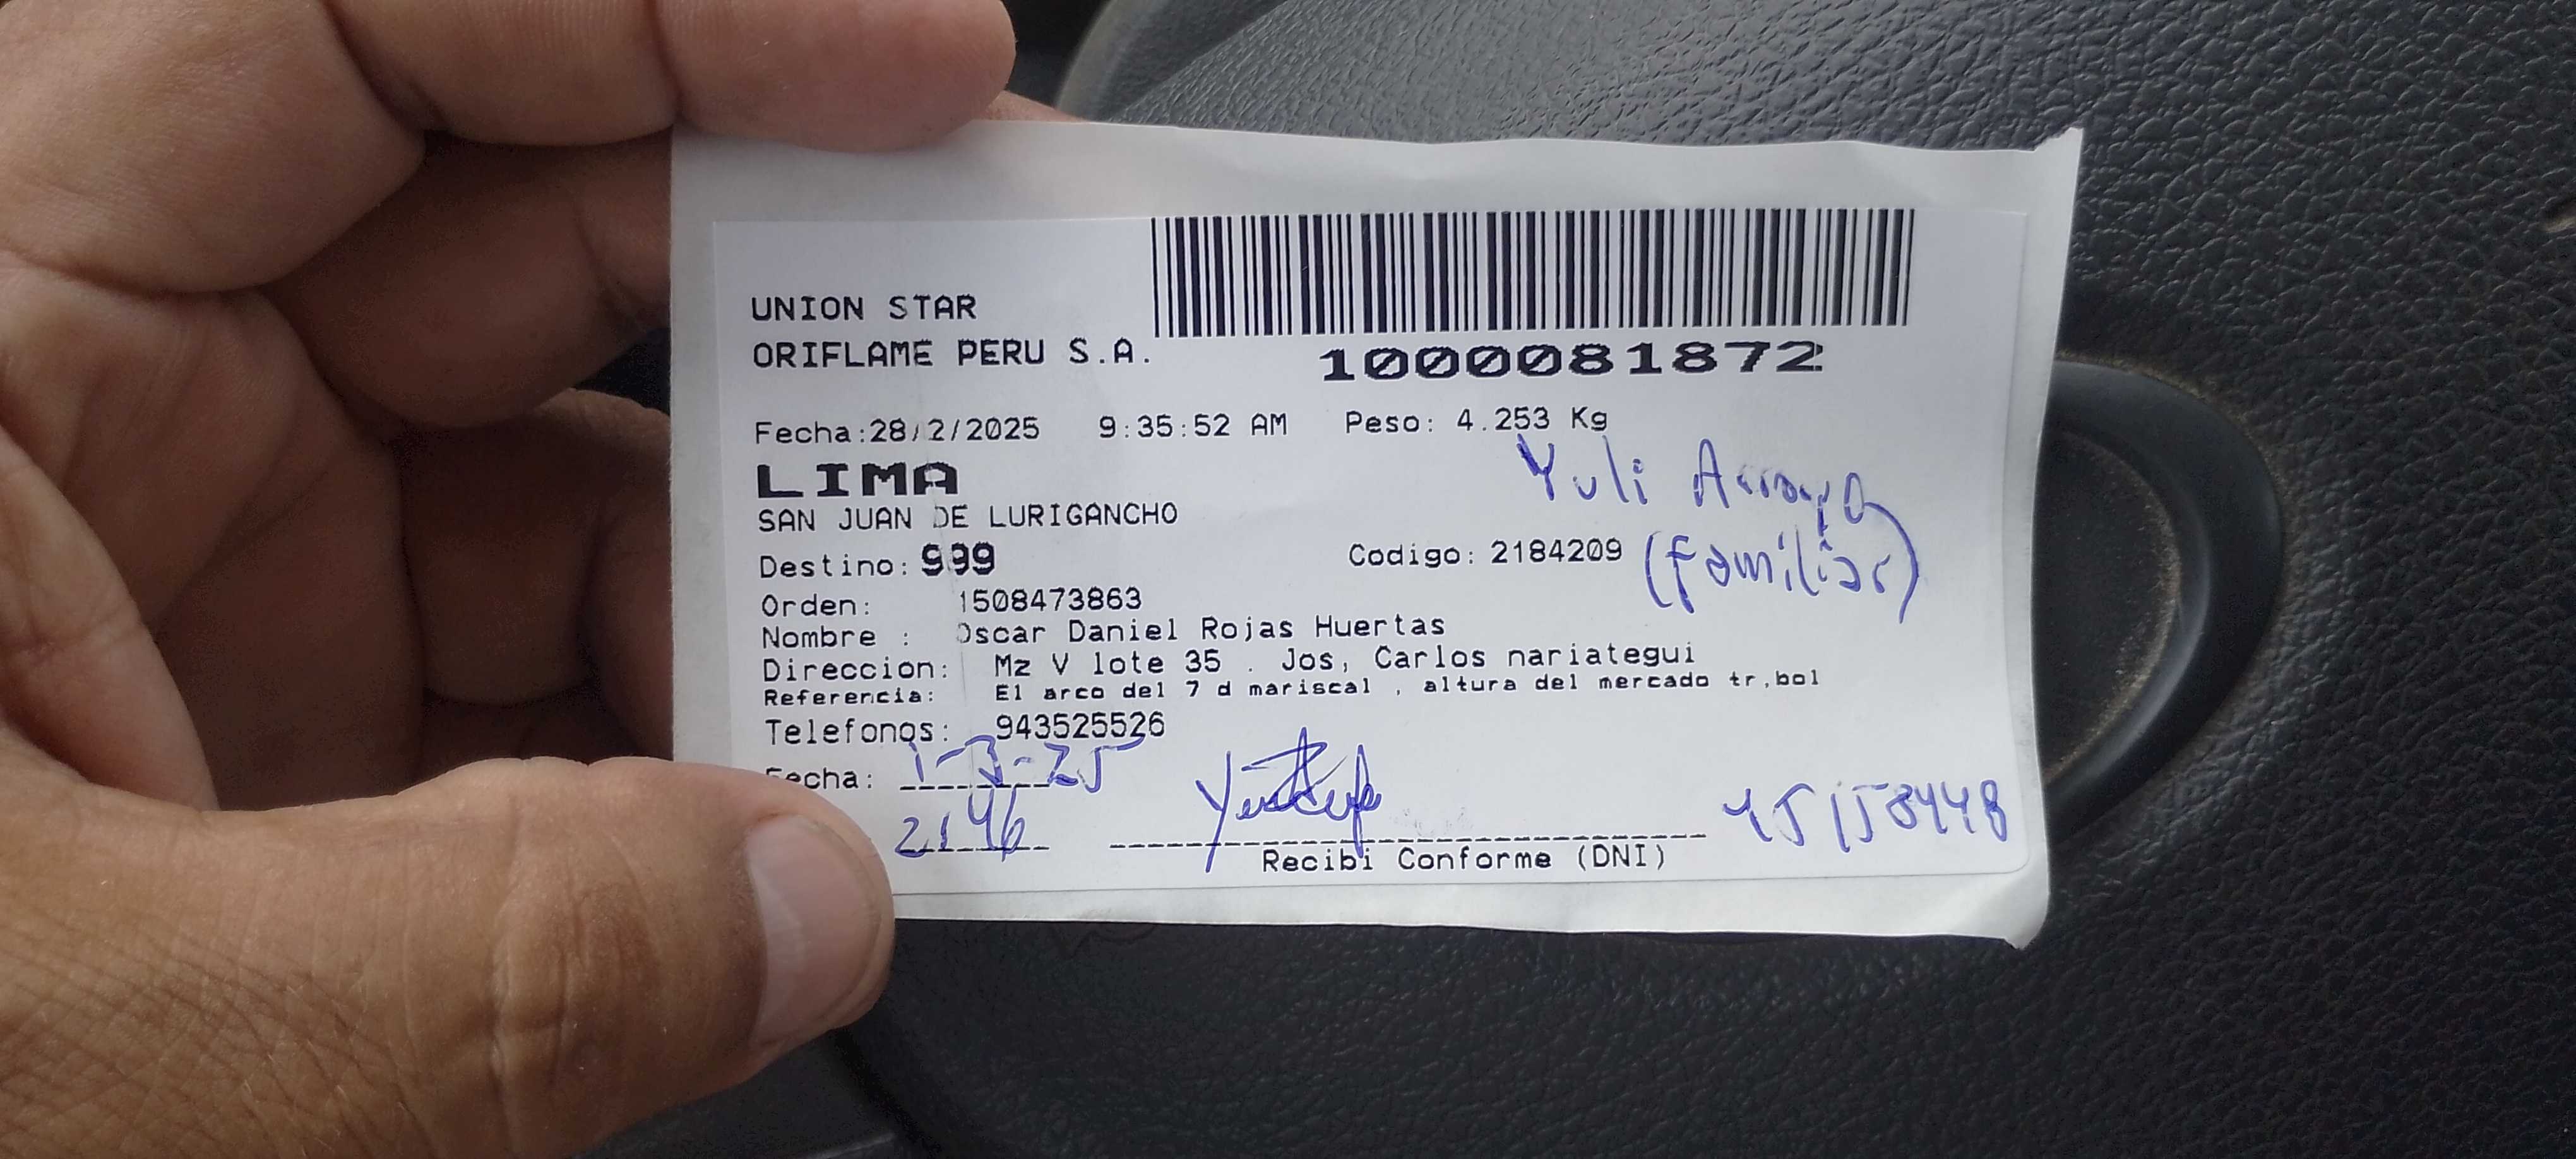 UNION STAR
ORIFLAME PERU S.A.
1000081872
Fecha:28/2/2025 9:35:52 AM Peso: 4.253 Kg
LIMA
Yuli Arroyo
SAN JUAN DE LURIGANCHO
Destino: 999 Codigo: 2184209 (familiar)
Orden: 1508473863
Nombre : Oscar Daniel Rojas Huertas
Direccion: Mz V lote 35 . Jos, Carlos nariategui
Referencia: El arco del 7 d mariscal , altura del mercado tr,bol
Telefonos: 943525526
Fecha: 1-3-25
2:46 45158448
Recibi Conforme (DNI)